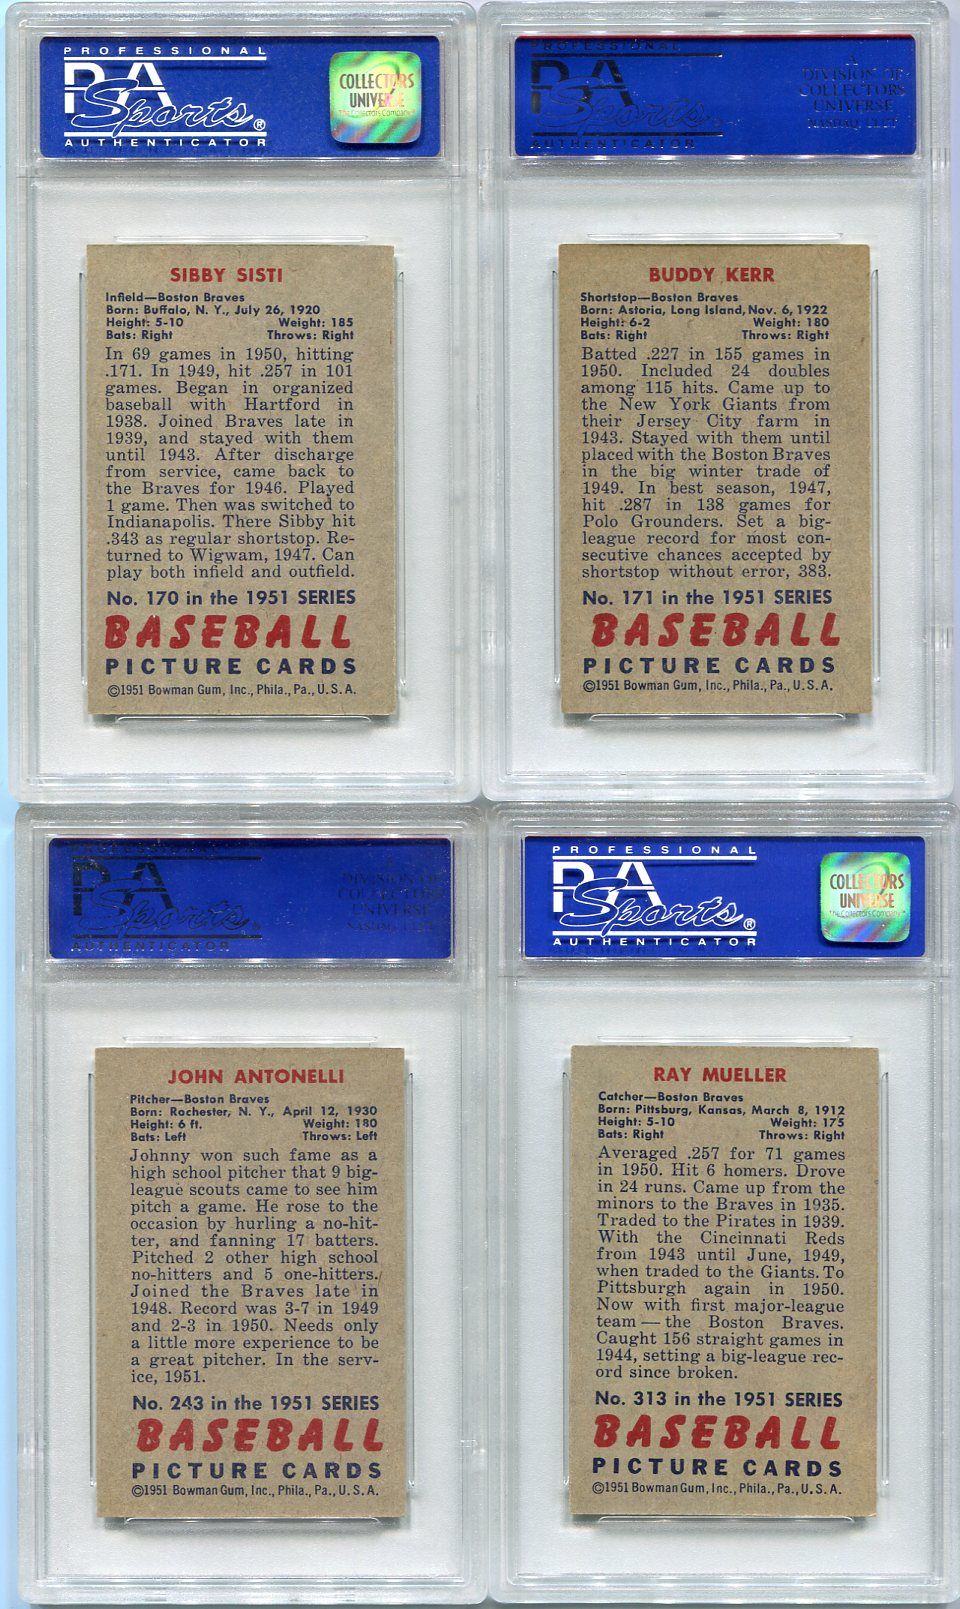 PROFESSIONAL
PSA
Sports®
AUTHENTICATOR
COLLECTORS
UNIVERSE
The Collectors Company™
SIBBY SISTI
Infield—Boston Braves
Born: Buffalo, N. Y., July 26, 1920
Height: 5-10 Weight: 185
Bats: Right Throws: Right
In 69 games in 1950, hitting
.171. In 1949, hit .257 in 101
games. Began in organized
baseball with Hartford in
1938. Joined Braves late in
1939, and stayed with them
until 1943. After discharge
from service, came back to
the Braves for 1946. Played
1 game. Then was switched to
Indianapolis. There Sibby hit
.343 as regular shortstop. Re-
turned to Wigwam, 1947. Can
play both infield and outfield.
No. 170 in the 1951 SERIES
BASEBALL
PICTURE CARDS
©1951 Bowman Gum, Inc., Phila., Pa., U. S. A.
PROFESSIONAL
PSA
Sports
AUTHENTICATOR
A
DIVISION OF
COLLECTORS
UNIVERSE
NASDAQ: CLCT
BUDDY KERR
Shortstop—Boston Braves
Born: Astoria, Long Island, Nov. 6, 1922
Height: 6-2 Weight: 180
Bats: Right Throws: Right
Batted .227 in 155 games in
1950. Included 24 doubles
among 115 hits. Came up to
the New York Giants from
their Jersey City farm in
1943. Stayed with them until
placed with the Boston Braves
in the big winter trade of
1949. In best season, 1947,
hit .287 in 138 games for
Polo Grounders. Set a big-
league record for most con-
secutive chances accepted by
shortstop without error, 383.
No. 171 in the 1951 SERIES
BASEBALL
PICTURE CARDS
©1951 Bowman Gum, Inc., Phila., Pa., U. S. A.
PROFESSIONAL
PSA
Sports
AUTHENTICATOR
A
DIVISION OF
COLLECTORS
UNIVERSE
NASDAQ: CLCT
JOHN ANTONELLI
Pitcher—Boston Braves
Born: Rochester, N. Y., April 12, 1930
Height: 6 ft. Weight: 180
Bats: Left Throws: Left
Johnny won such fame as a
high school pitcher that 9 big-
league scouts came to see him
pitch a game. He rose to the
occasion by hurling a no-hit-
ter, and fanning 17 batters.
Pitched 2 other high school
no-hitters and 5 one-hitters.
Joined the Braves late in
1948. Record was 3-7 in 1949
and 2-3 in 1950. Needs only
a little more experience to be
a great pitcher. In the serv-
ice, 1951.
No. 243 in the 1951 SERIES
BASEBALL
PICTURE CARDS
©1951 Bowman Gum, Inc., Phila., Pa., U. S. A.
PROFESSIONAL
PSA
Sports®
AUTHENTICATOR
COLLECTORS
UNIVERSE
The Collectors Company™
RAY MUELLER
Catcher—Boston Braves
Born: Pittsburg, Kansas, March 8, 1912
Height: 5-10 Weight: 175
Bats: Right Throws: Right
Averaged .257 for 71 games
in 1950. Hit 6 homers. Drove
in 24 runs. Came up from the
minors to the Braves in 1935.
Traded to the Pirates in 1939.
With the Cincinnati Reds
from 1943 until June, 1949,
when traded to the Giants. To
Pittsburgh again in 1950.
Now with first major-league
team — the Boston Braves.
Caught 156 straight games in
1944, setting a big-league rec-
ord since broken.
No. 313 in the 1951 SERIES
BASEBALL
PICTURE CARDS
©1951 Bowman Gum, Inc., Phila., Pa., U. S. A.